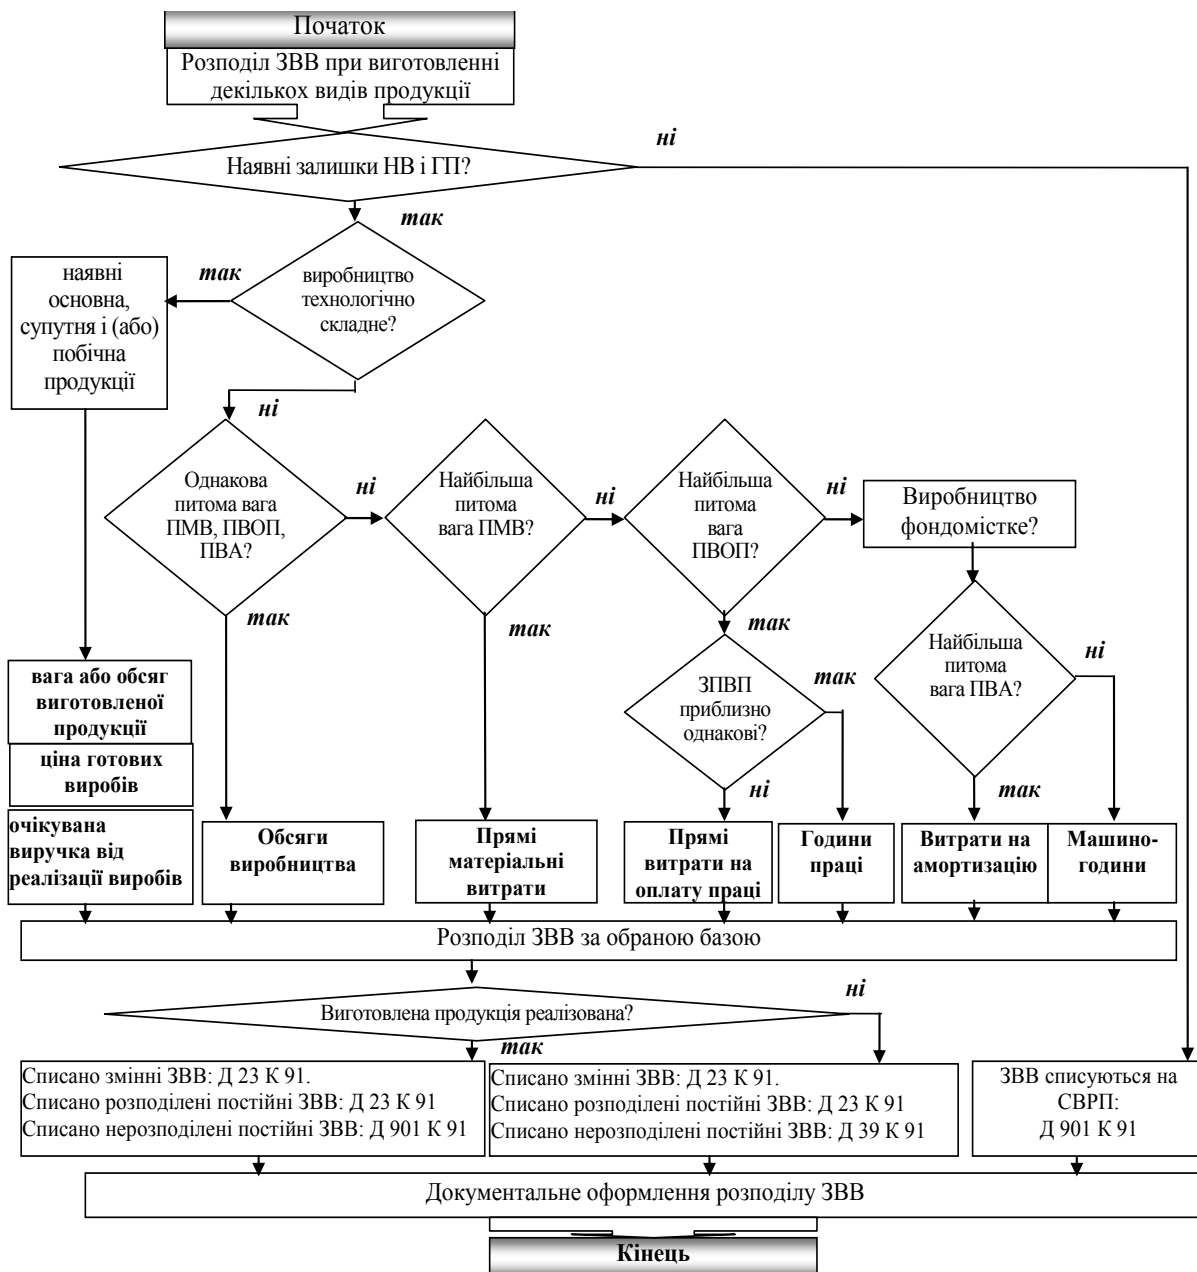 Початок
Розподіл ЗВВ при виготовленні
декількох видів продукції
ні
Наявні залишки НВ і ГП?
так
наявні
основна,
супутня і (або)
побічна
продукції
так
виробництво
технологічно
складне?
ні
Однакова
питома вага
ПМВ, ПВОП,
ПВА?
ні
Найбільша
питома
вага ПМВ?
ні
Найбільша
питома
вага
ПВОП?
ні
Виробництво
фондомістке?
так
так
так
Найбільша
питома
вага ПВА?
ні
ЗПВП
приблизно
однакові?
так
ні
так
вага або обсяг
виготовленої
продукції
ціна готових
виробів
очікувана
виручка від
реалізації виробів
Обсяги
виробництва
Прямі
матеріальні
витрати
Прямі
витрати на
оплату праці
Години
праці
Витрати на
амортизацію
Машино-
години
Розподіл ЗВВ за обраною базою
Виготовлена продукція реалізована?
ні
так
Списано змінні ЗВВ: Д 23 К 91.
Списано розподілені постійні ЗВВ: Д 23 К 91
Списано нерозподілені постійні ЗВВ: Д 901 К 91
Списано змінні ЗВВ: Д 23 К 91.
Списано розподілені постійні ЗВВ: Д 23 К 91
Списано нерозподілені постійні ЗВВ: Д 39 К 91
ЗВВ списуються на
СВРП:
Д 901 К 91
Документальне оформлення розподілу ЗВВ
Кінець